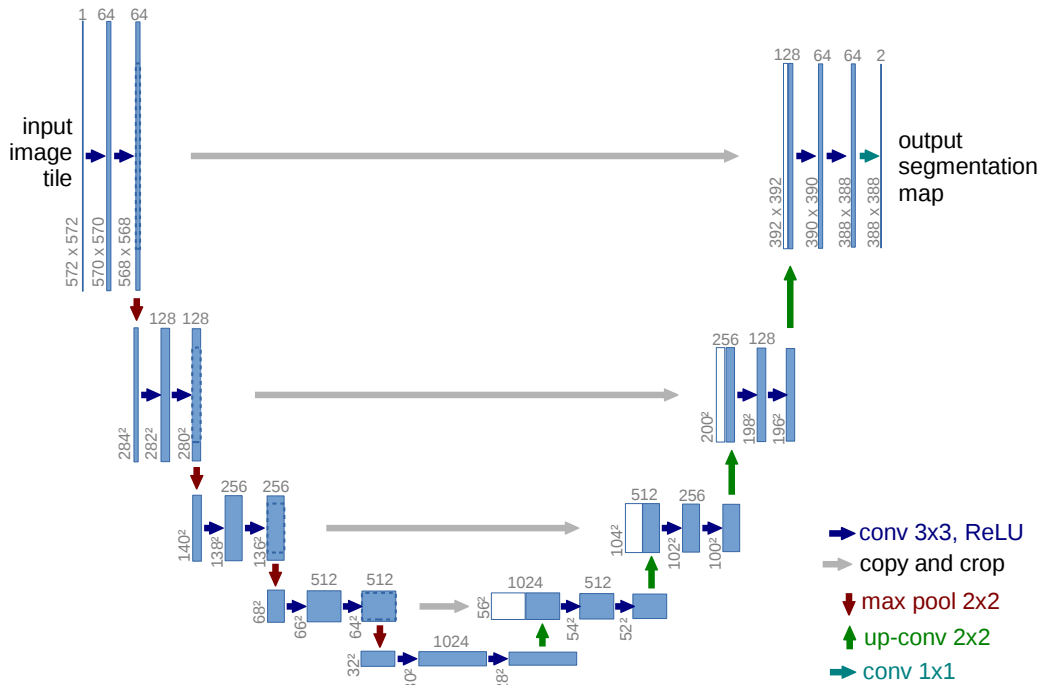 1 64 64
input
image
tile
572 x 572
570 x 570
568 x 568
128 64 64 2
output
segmentation
map
392 x 392
390 x 390
388 x 388
388 x 388
128 128
284²
282²
280²
256 128
200²
198²
196²
256 256
140²
138²
136²
512 256
104²
102²
100²
512 512
68²
66²
64²
1024 512
56²
54²
52²
1024
32²
conv 3x3, ReLU
copy and crop
max pool 2x2
up-conv 2x2
conv 1x1